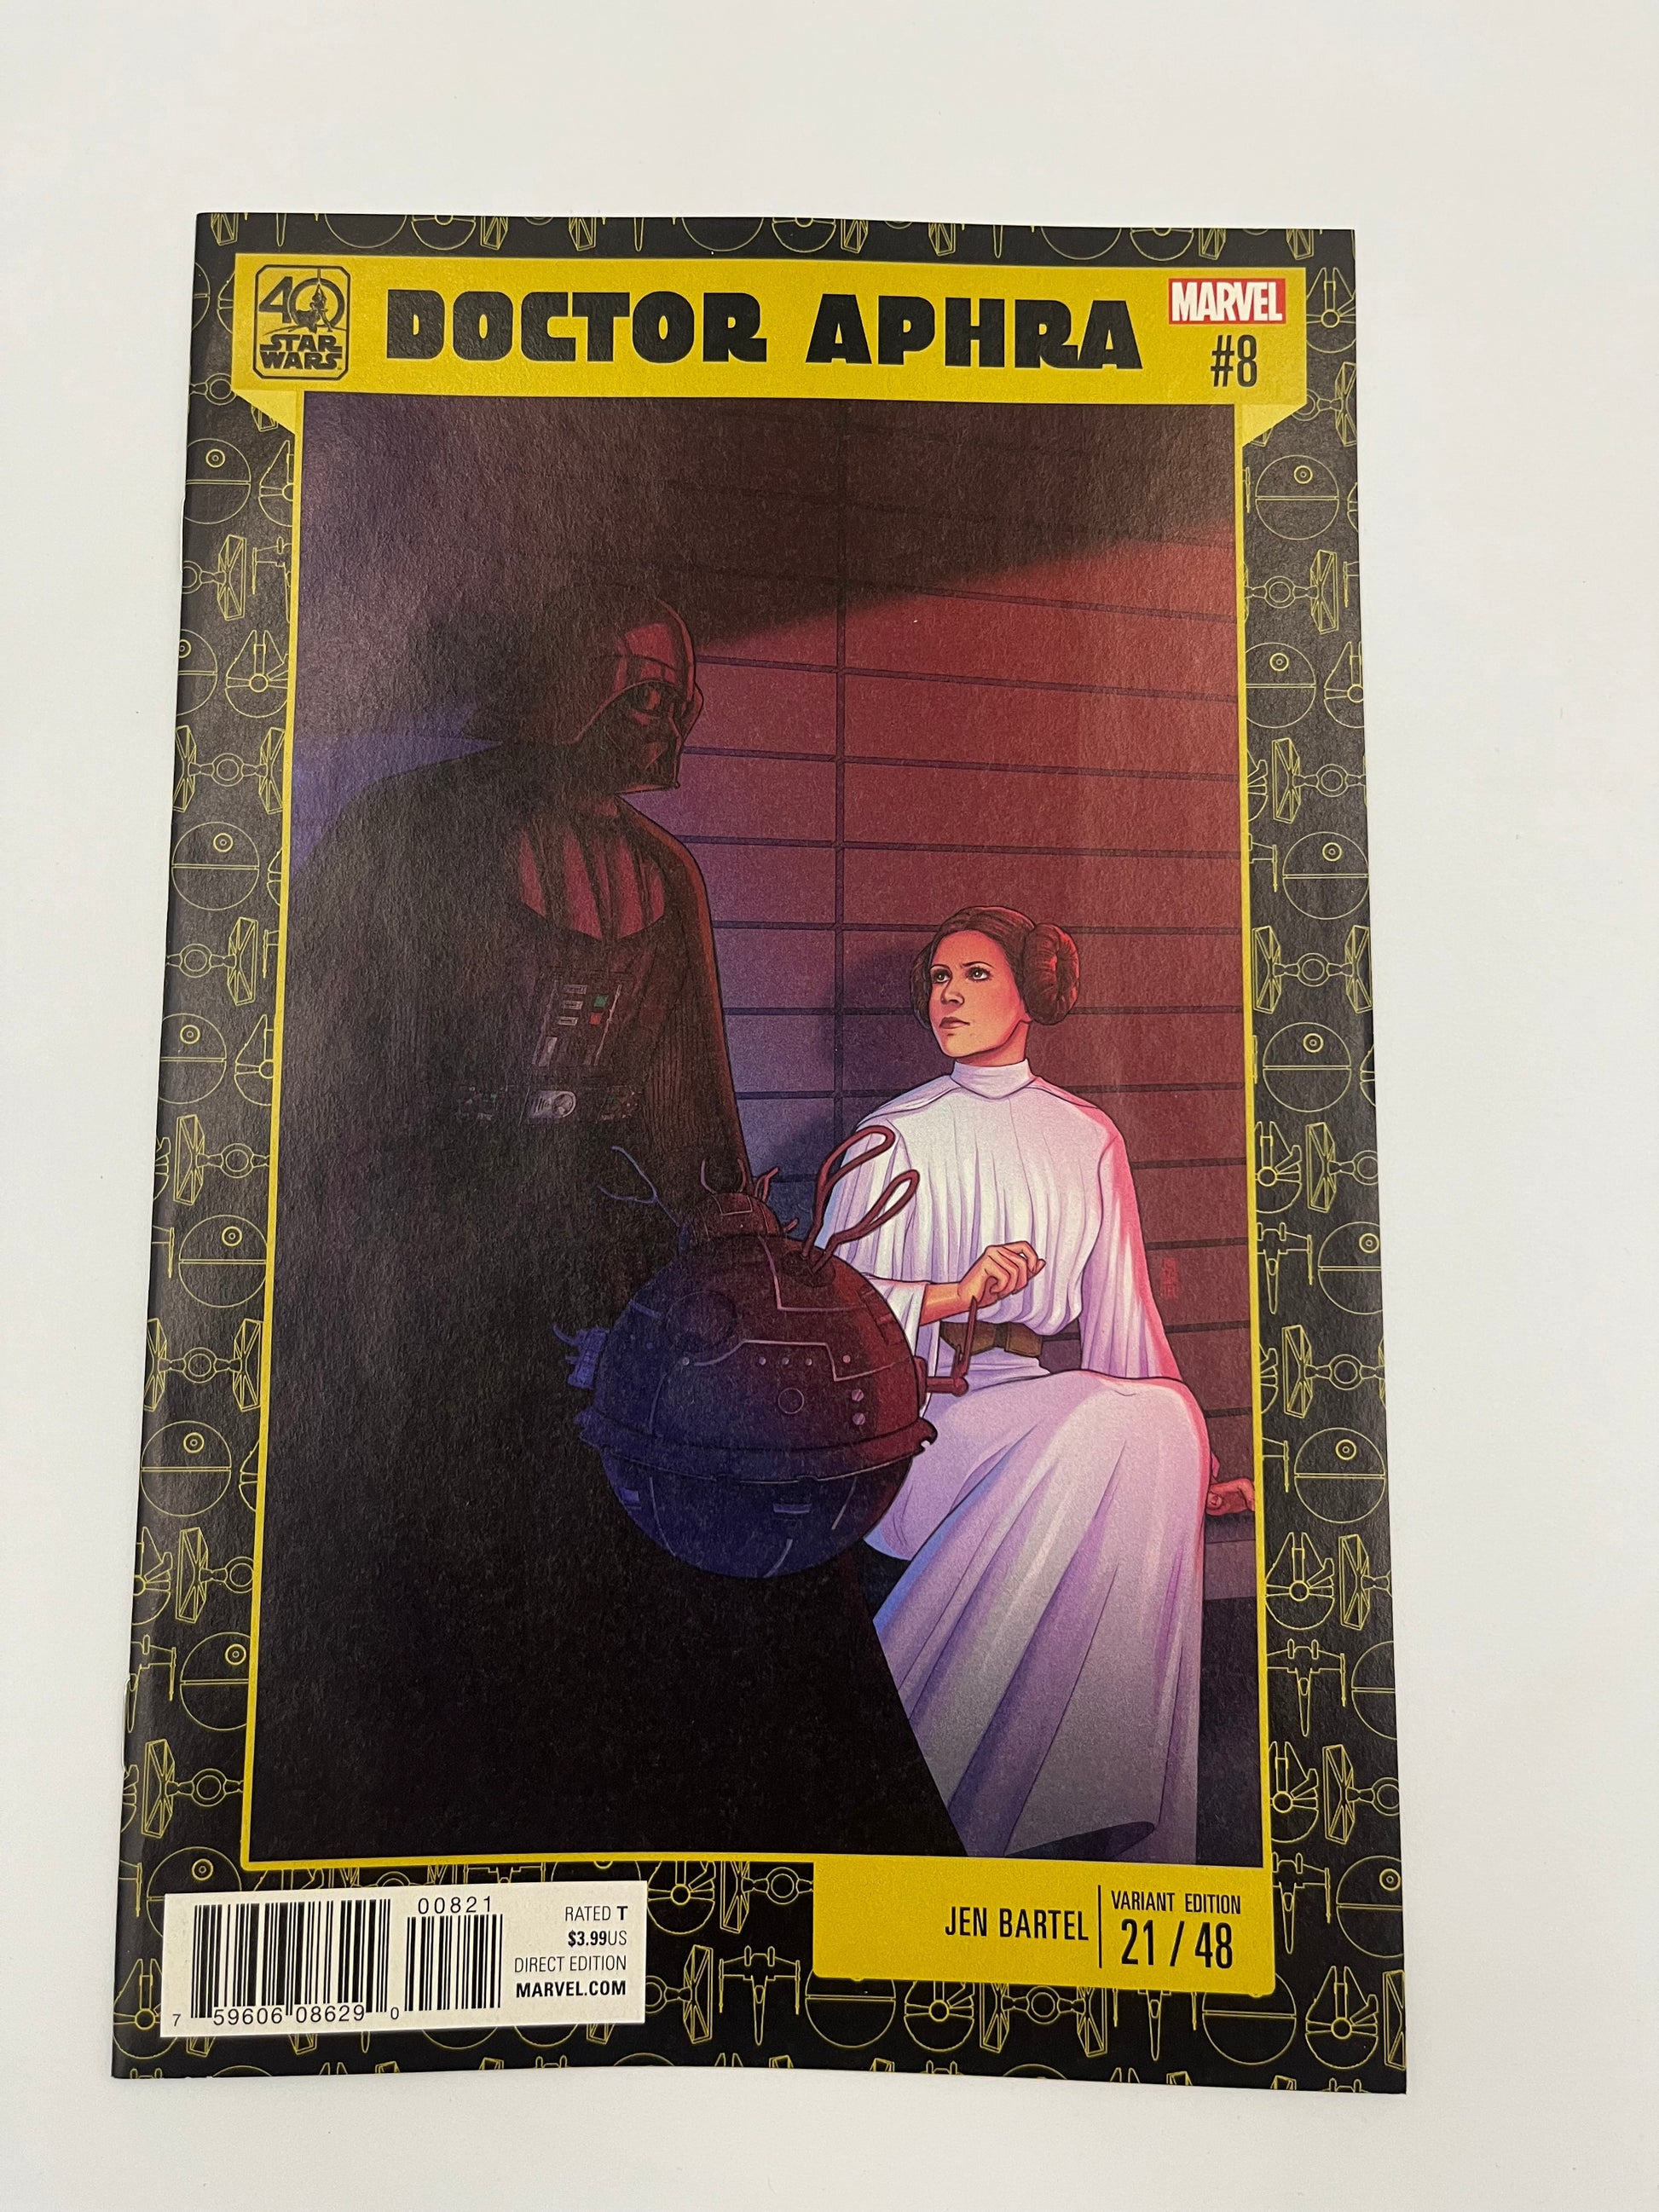 40
STAR
WARS
DOCTOR APHRA
MARVEL
#8
00821
7 59606 08629 0
RATED T
$3.99US
DIRECT EDITION
MARVEL.COM
JEN BARTEL
VARIANT EDITION
21 / 48